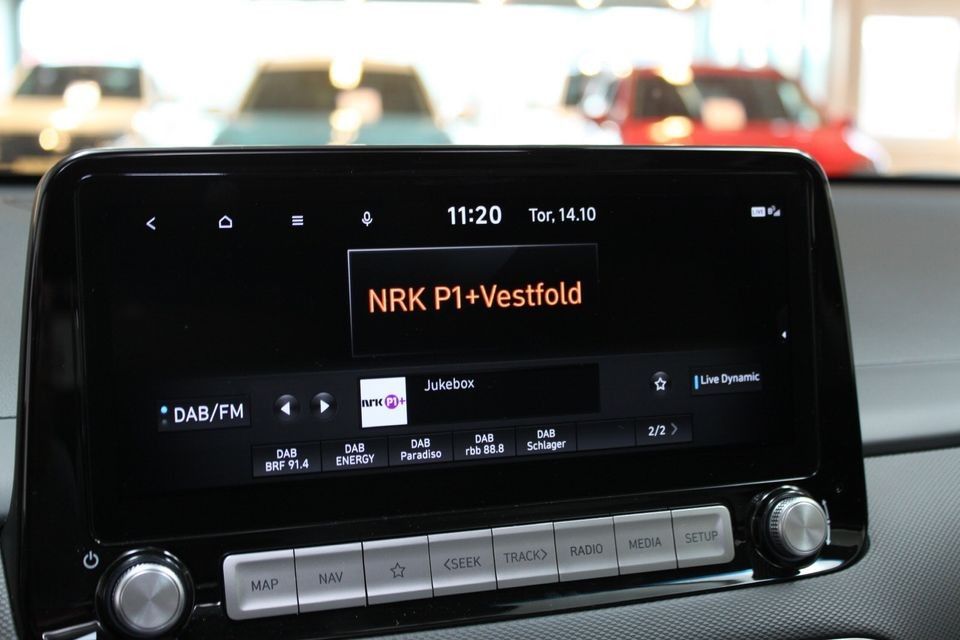 11:20 Tor, 14.10
LIVE
NRK P1+Vestfold
Jukebox
nrk P1+
Live Dynamic
DAB/FM
DAB
BRF 91.4
DAB
ENERGY
DAB
Paradiso
DAB
rbb 88.8
DAB
Schlager
2/2
MAP
NAV
<SEEK
TRACK>
RADIO
MEDIA
SETUP